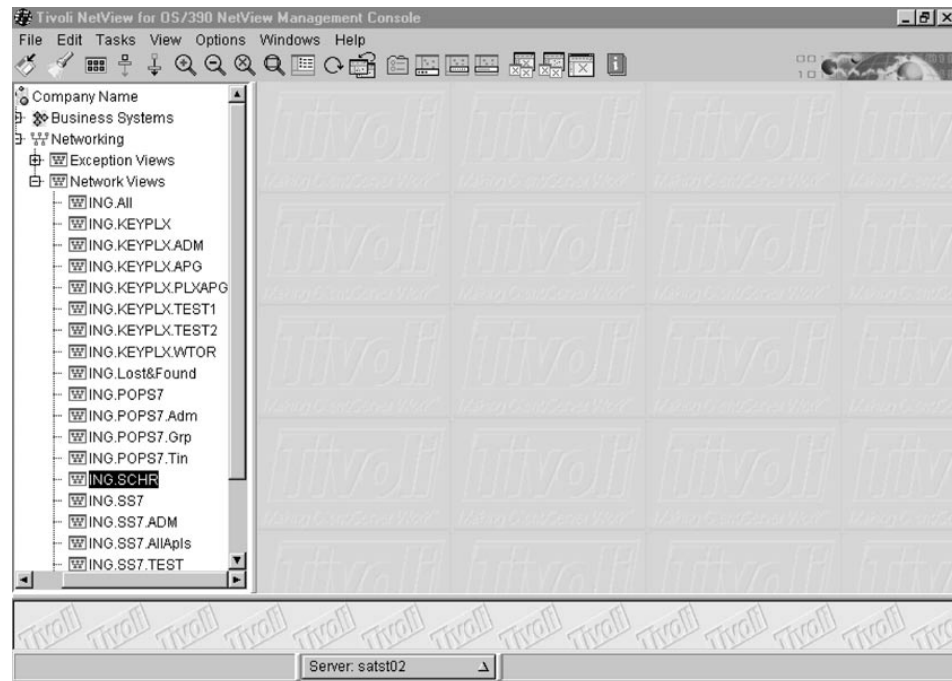 Tivoli NetView for OS/390 NetView Management Console
File Edit Tasks View Options Windows Help
Company Name
Business Systems
Networking
Exception Views
Network Views
ING.All
ING.KEYPLX
ING.KEYPLX.ADM
ING.KEYPLX.APG
ING.KEYPLX.PLXAPG
ING.KEYPLX.TEST1
ING.KEYPLX.TEST2
ING.KEYPLX.WTOR
ING.Lost&Found
ING.POPS7
ING.POPS7.Adm
ING.POPS7.Grp
ING.POPS7.Tin
ING.SCHR
ING.SS7
ING.SS7.ADM
ING.SS7.AllApls
ING.SS7.TEST
Tivoli
Server: satst02